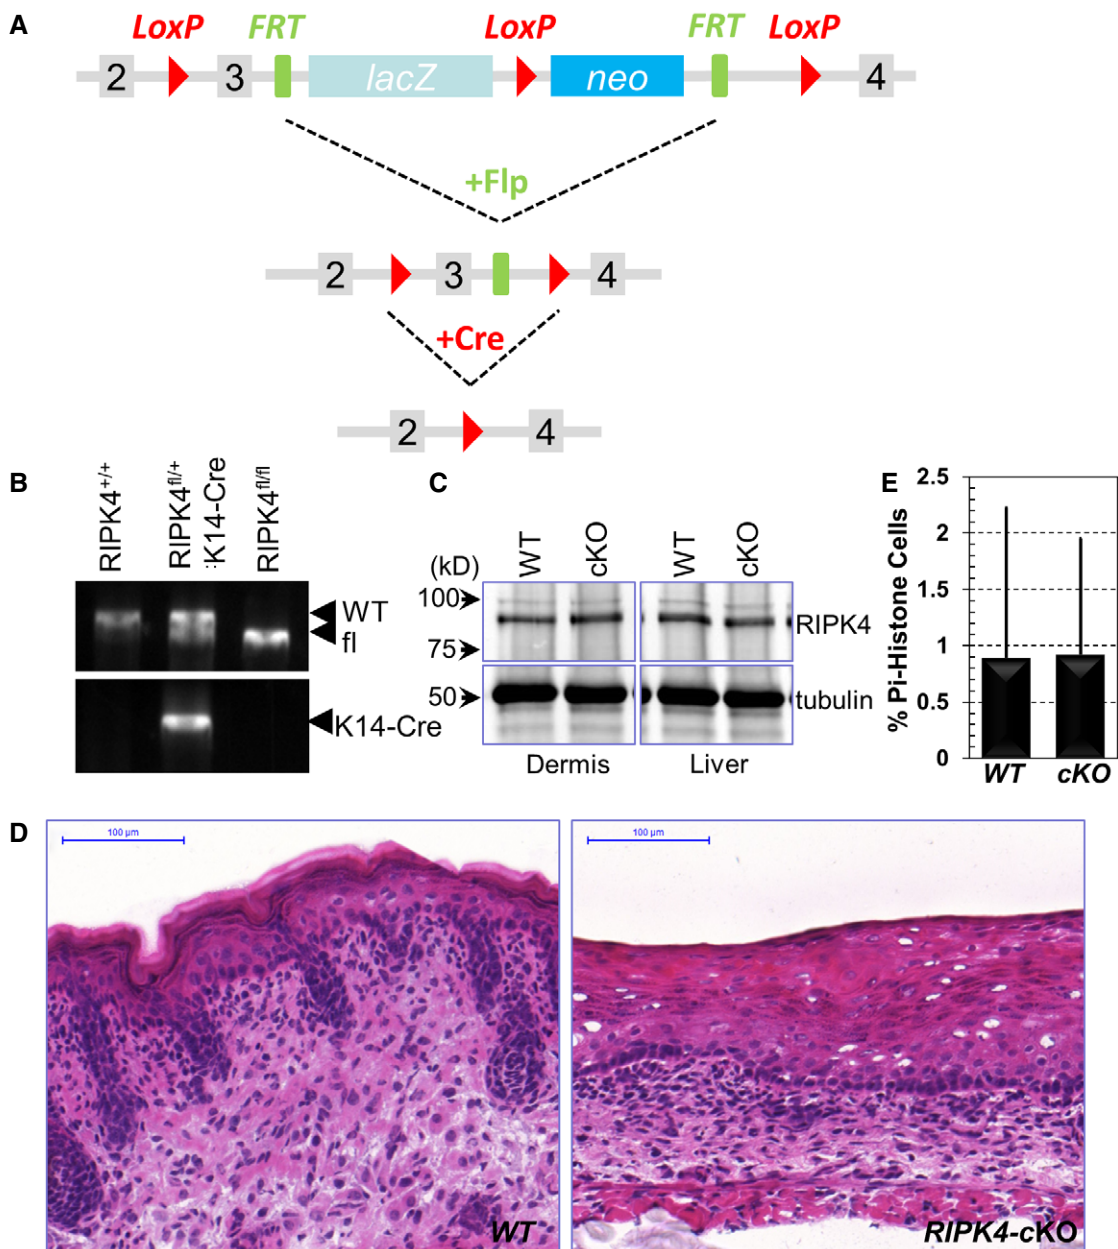 A
LoxP FRT LoxP FRT LoxP
2 3 lacZ neo 4
+Flp
2 3 4
+Cre
2 4
B
RIPK4+/+
RIPK4fl/+
:K14-Cre
RIPK4fl/fl
WT
fl
K14-Cre
C
(kD)
WT cKO WT cKO
100
75
50
RIPK4
tubulin
Dermis Liver
E
% Pi-Histone Cells
2.5
2
1.5
1
0.5
0
WT cKO
D
100 µm
WT
100 µm
RIPK4-cKO